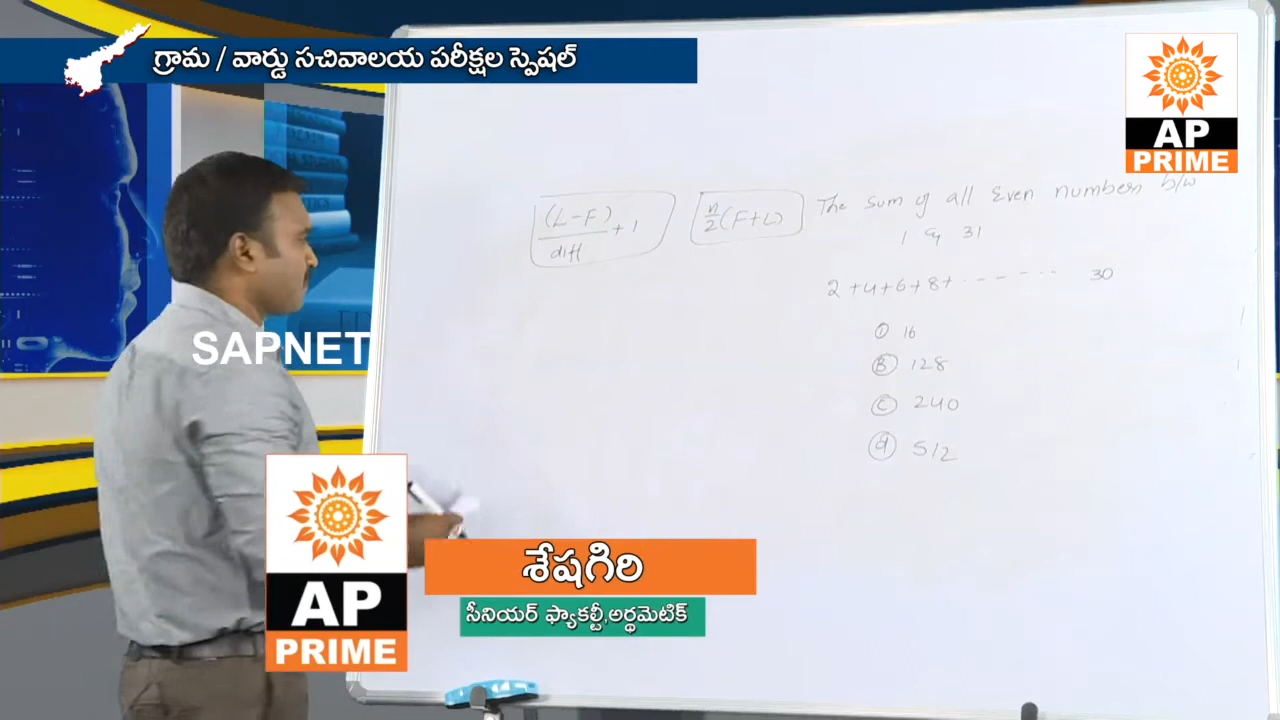 గ్రామ / వార్డు సచివాలయ పరీక్షల స్పెషల్
AP
PRIME
(L-F)/diff +1
n/2 (F+L)
The sum of all Even numbers b/w
1 & 31
2+4+6+8+ ------- 30
① 16
Ⓑ 128
Ⓒ 240
ⓓ 512
SAPNET
AP
PRIME
శేషగిరి
సీనియర్ ఫ్యాకల్టీ,అర్థమెటిక్